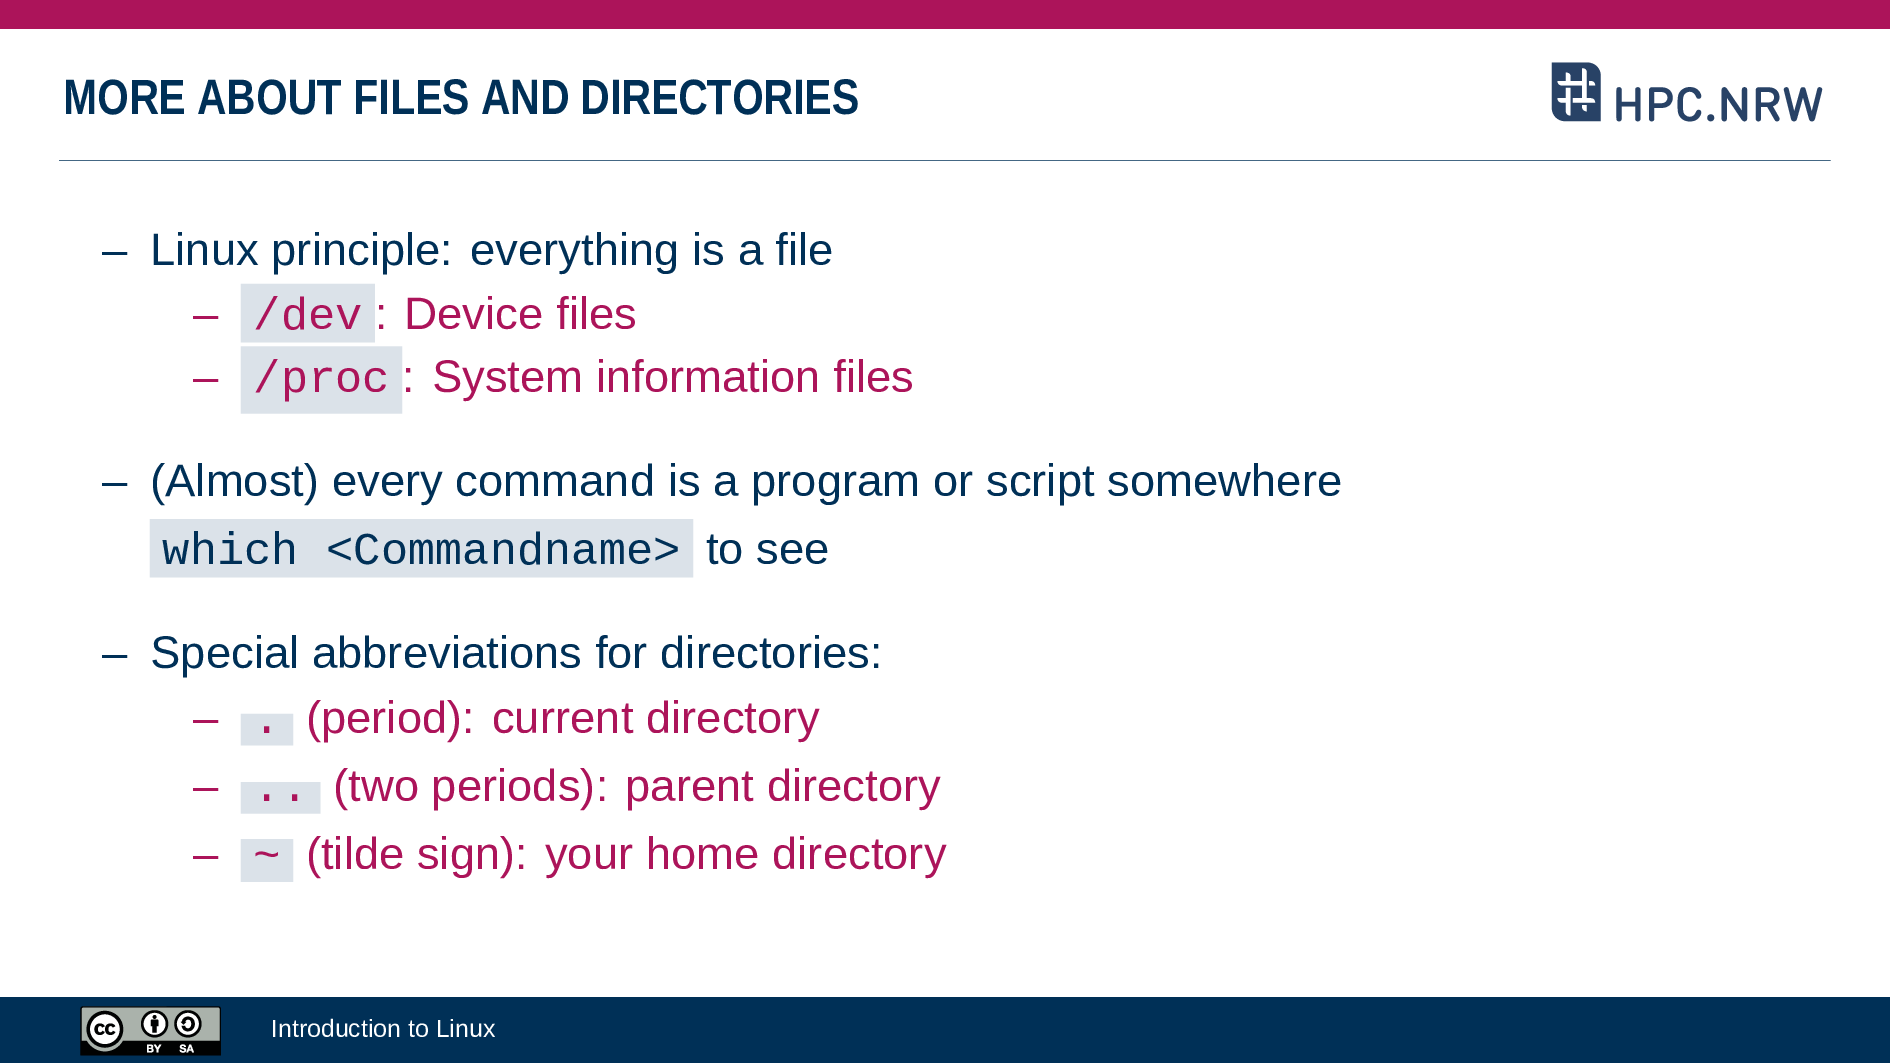 MORE ABOUT FILES AND DIRECTORIES
HPC.NRW
– Linux principle: everything is a file
– /dev: Device files
– /proc: System information files
– (Almost) every command is a program or script somewhere
which <Commandname> to see
– Special abbreviations for directories:
– . (period): current directory
– .. (two periods): parent directory
– ~ (tilde sign): your home directory
cc BY SA
Introduction to Linux